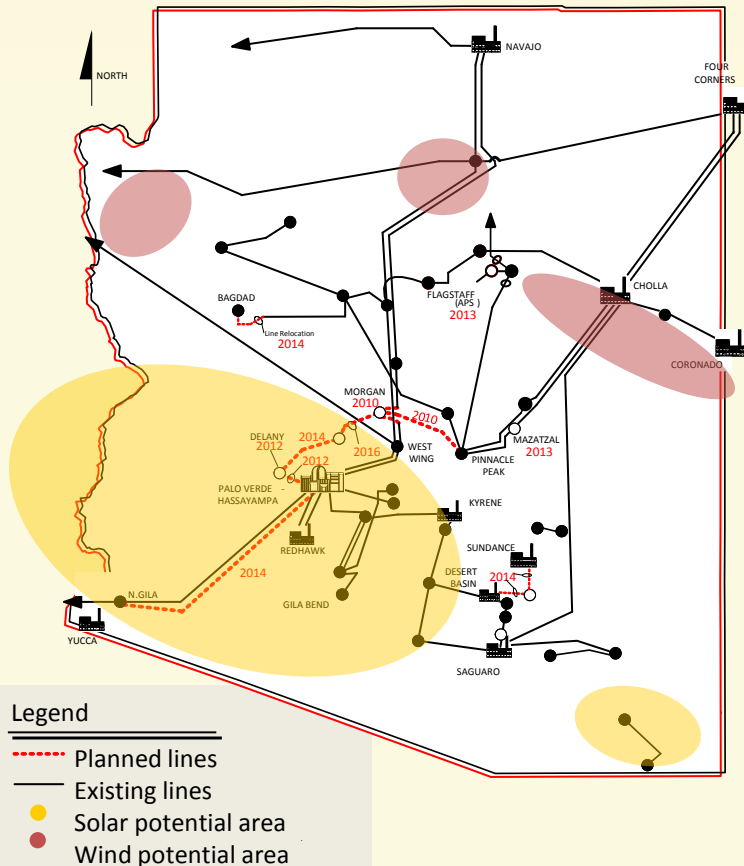 NAVAJO
FOUR
CORNERS
NORTH
CHOLLA
FLAGSTAFF
(APS )
2013
BAGDAD
Line Relocation
2014
CORONADO
MORGAN
2010
2010
MAZATZAL
2013
DELANY
2012
2014
2016
WEST
WING
PINNACLE
PEAK
2012
PALO VERDE -
HASSAYAMPA
KYRENE
REDHAWK
SUNDANCE
DESERT
BASIN
2014
2014
N.GILA
GILA BEND
YUCCA
SAGUARO
Legend
Planned lines
Existing lines
Solar potential area
Wind potential area